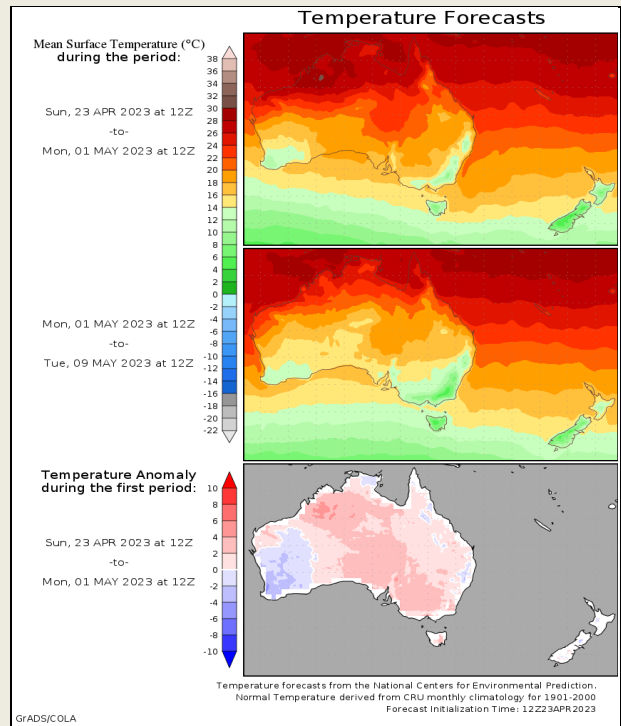 Temperature Forecasts
Mean Surface Temperature (°C)
during the period:
38
36
34
32
30
28
26
24
22
20
18
16
14
12
10
8
6
4
2
0
-2
-4
-6
-8
-10
-12
-14
-16
-17
-18
-20
-22
Sun, 23 APR 2023 at 12Z
-to-
Mon, 01 MAY 2023 at 12Z
Mon, 01 MAY 2023 at 12Z
-to-
Tue, 09 MAY 2023 at 12Z
Temperature Anomaly
during the first period:
10
8
6
4
2
1
0
-1
-2
-4
-6
-8
-10
Sun, 23 APR 2023 at 12Z
-to-
Mon, 01 MAY 2023 at 12Z
Temperature forecasts from the National Centers for Environmental Prediction.
Normal Temperature derived from CRU monthly climatology for 1901-2000
Forecast Initialization Time: 12Z23APR2023
GrADS/COLA